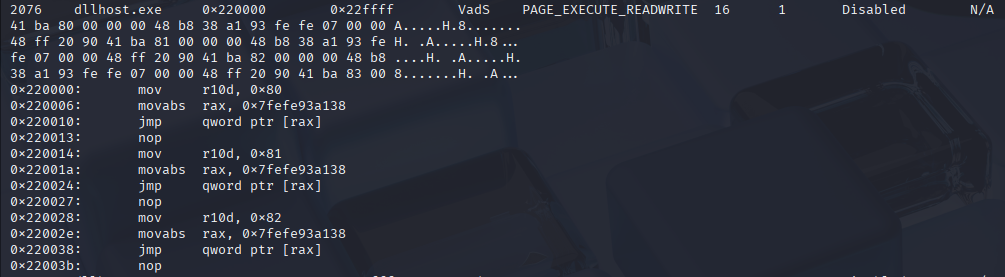 2076 dllhost.exe 0×220000 0×22ffff VadS PAGE_EXECUTE_READWRITE 16 1 Disabled N/A
41 ba 80 00 00 00 48 b8 38 a1 93 fe fe 07 00 00 A.....H.8.......
48 ff 20 90 41 ba 81 00 00 00 48 b8 38 a1 93 fe H. .A.....H.8...
fe 07 00 00 48 ff 20 90 41 ba 82 00 00 00 48 b8 ....H. .A.....H.
38 a1 93 fe fe 07 00 00 48 ff 20 90 41 ba 83 00 8.......H. .A...
0×220000: mov r10d, 0×80
0×220006: movabs rax, 0×7fefe93a138
0×220010: jmp qword ptr [rax]
0×220013: nop
0×220014: mov r10d, 0×81
0×22001a: movabs rax, 0×7fefe93a138
0×220024: jmp qword ptr [rax]
0×220027: nop
0×220028: mov r10d, 0×82
0×22002e: movabs rax, 0×7fefe93a138
0×220038: jmp qword ptr [rax]
0×22003b: nop